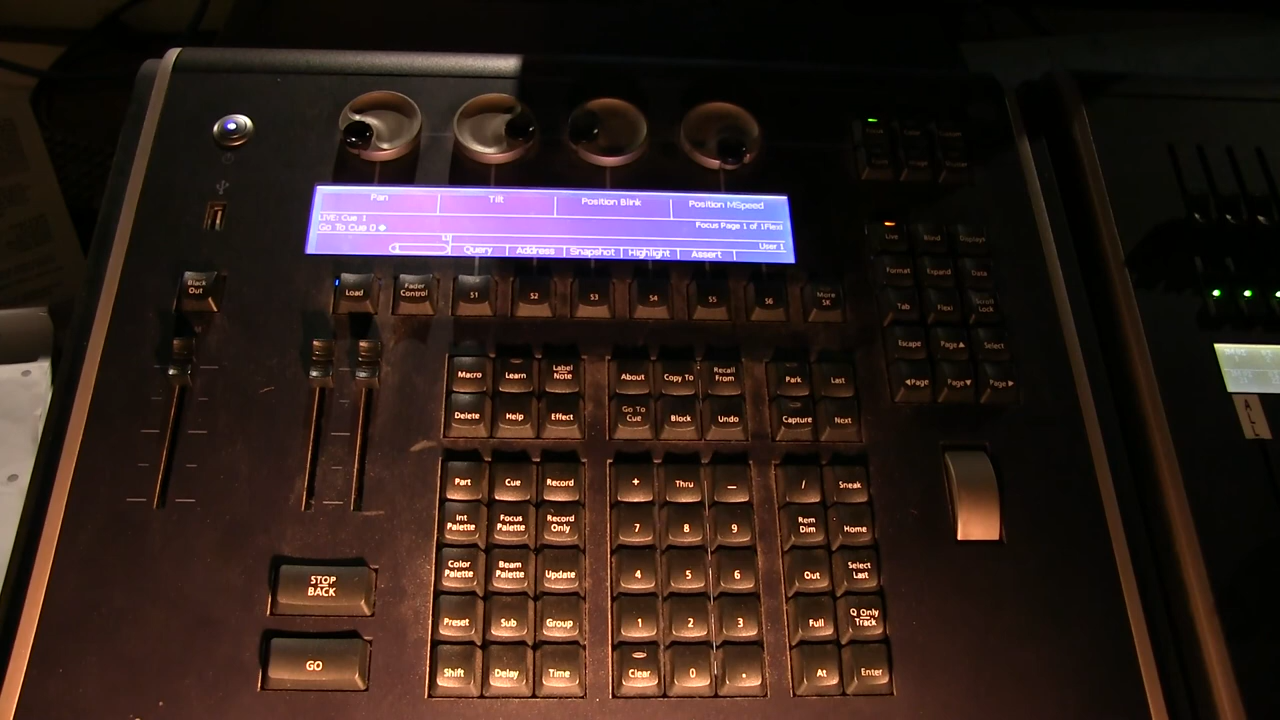 Pan Tilt Position Blink Position MSpeed
LIVE: Cue 1
Focus Page 1 of 1Flexi
Go To Cue 0
User 1
Query Address Snapshot Highlight Assert
Live Blind Displays
Format Expand Data
Tab Flexi Scroll Lock
Escape Page▲ Select
◀Page Page▼ Page▶
Black Out
Load Fader Control S1 S2 S3 S4 S5 S6 More SK
Macro Learn Label Note About Copy To Recall From Park Last
Delete Help Effect Go To Cue Block Undo Capture Next
Part Cue Record + Thru — / Sneak
Int Palette Focus Palette Record Only 7 8 9 Rem Dim Home
Color Palette Beam Palette Update 4 5 6 Out Select Last
Preset Sub Group 1 2 3 Full Q Only Track
Shift Delay Time Clear 0 . At Enter
STOP BACK
GO